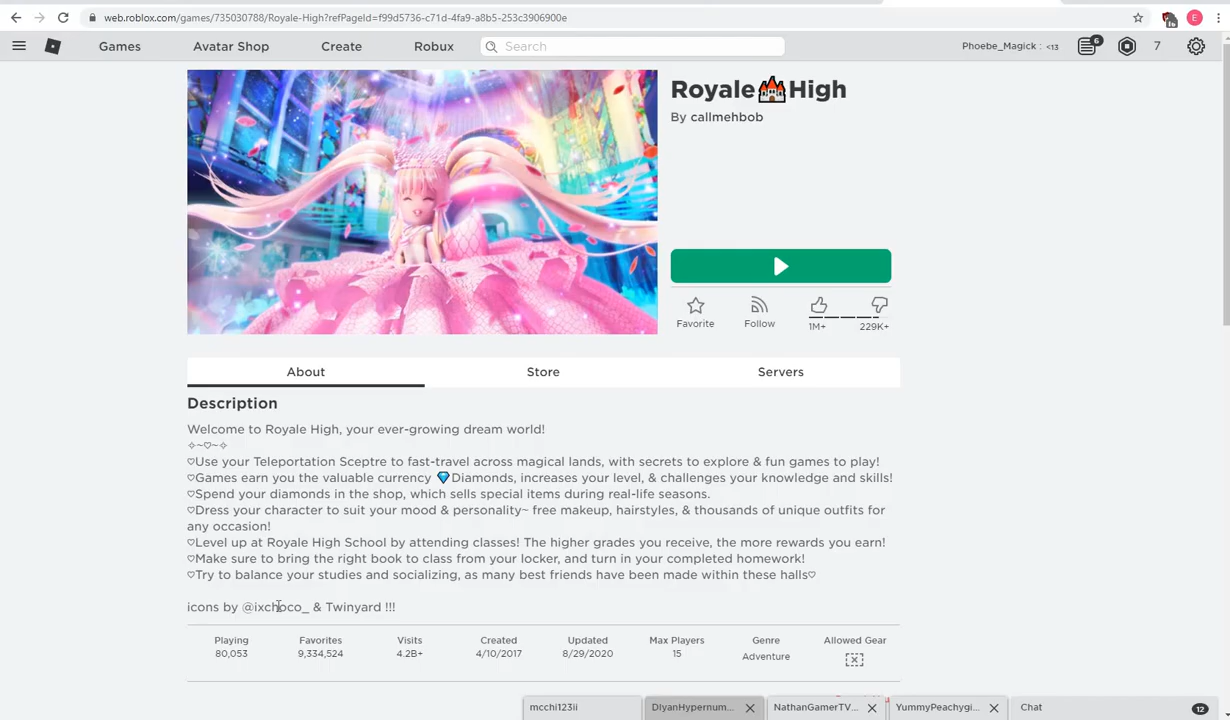 web.roblox.com/games/735030788/Royale-High?refPageId=f99d5736-c71d-4fa9-a8b5-253c3906900e
E
Games Avatar Shop Create Robux Search Phoebe_Magick : <13 6 7
Royale🏰High
By callmehbob
Favorite Follow 1M+ 229K+
About Store Servers
Description
Welcome to Royale High, your ever-growing dream world!
✧~♡~✧
♡Use your Teleportation Sceptre to fast-travel across magical lands, with secrets to explore & fun games to play!
♡Games earn you the valuable currency 💎Diamonds, increases your level, & challenges your knowledge and skills!
♡Spend your diamonds in the shop, which sells special items during real-life seasons.
♡Dress your character to suit your mood & personality~ free makeup, hairstyles, & thousands of unique outfits for
any occasion!
♡Level up at Royale High School by attending classes! The higher grades you receive, the more rewards you earn!
♡Make sure to bring the right book to class from your locker, and turn in your completed homework!
♡Try to balance your studies and socializing, as many best friends have been made within these halls♡
icons by @ixchoco_ & Twinyard !!!
Playing Favorites Visits Created Updated Max Players Genre Allowed Gear
80,053 9,334,524 4.2B+ 4/10/2017 8/29/2020 15 Adventure
mcchi123ii DlyanHypernum... NathanGamerTV... YummyPeachygi... Chat 12